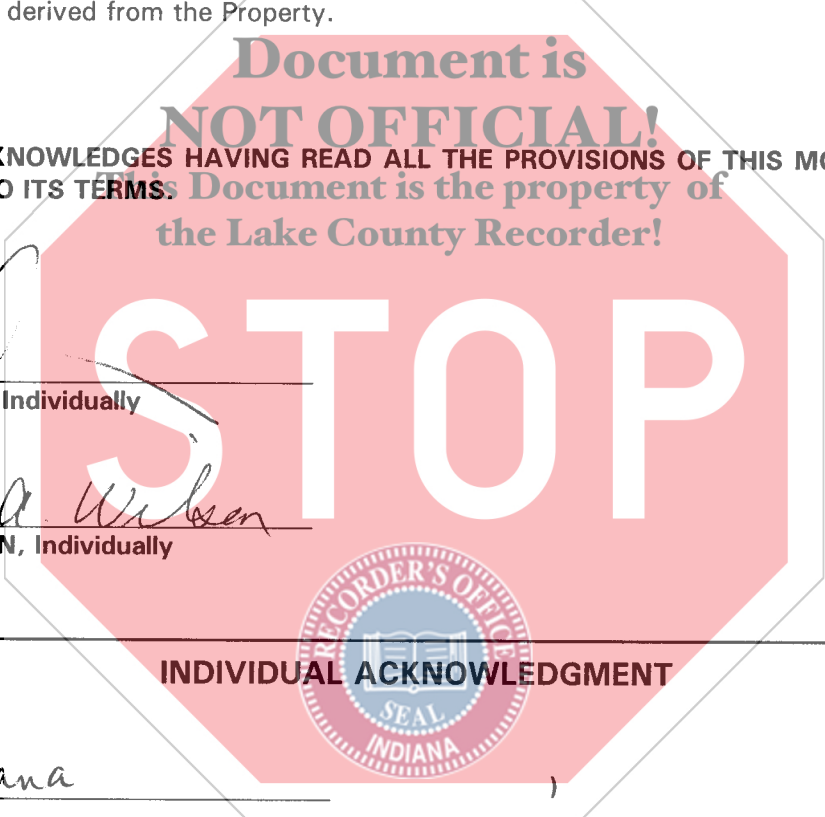 derived from the Property.
Document is
NOT OFFICIAL!
KNOWLEDGES HAVING READ ALL THE PROVISIONS OF THIS MO
O ITS TERMS.
This Document is the property of
the Lake County Recorder!
STOP
Individually
a. Wilson
N, Individually
RECORDER'S OFFICE
INDIVIDUAL ACKNOWLEDGMENT
SEAL
INDIANA
ana
)